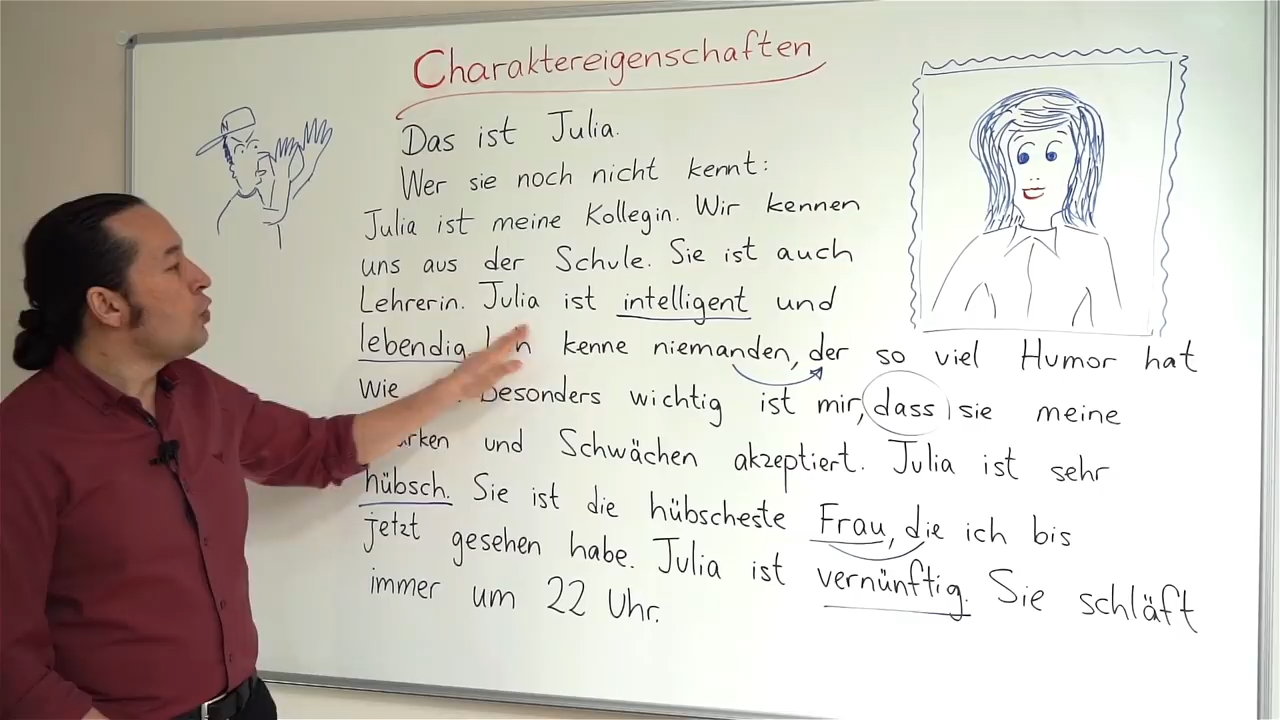 Charaktereigenschaften
Das ist Julia.
Wer sie noch nicht kennt:
Julia ist meine Kollegin. Wir kennen
uns aus der Schule. Sie ist auch
Lehrerin. Julia ist intelligent und
lebendig. kenne niemanden, der so viel Humor hat
wie besonders wichtig ist mir, dass sie meine
und Schwächen akzeptiert. Julia ist sehr
hübsch. Sie ist die hübscheste Frau, die ich bis
jetzt gesehen habe. Julia ist vernünftig. Sie schläft
immer um 22 Uhr.